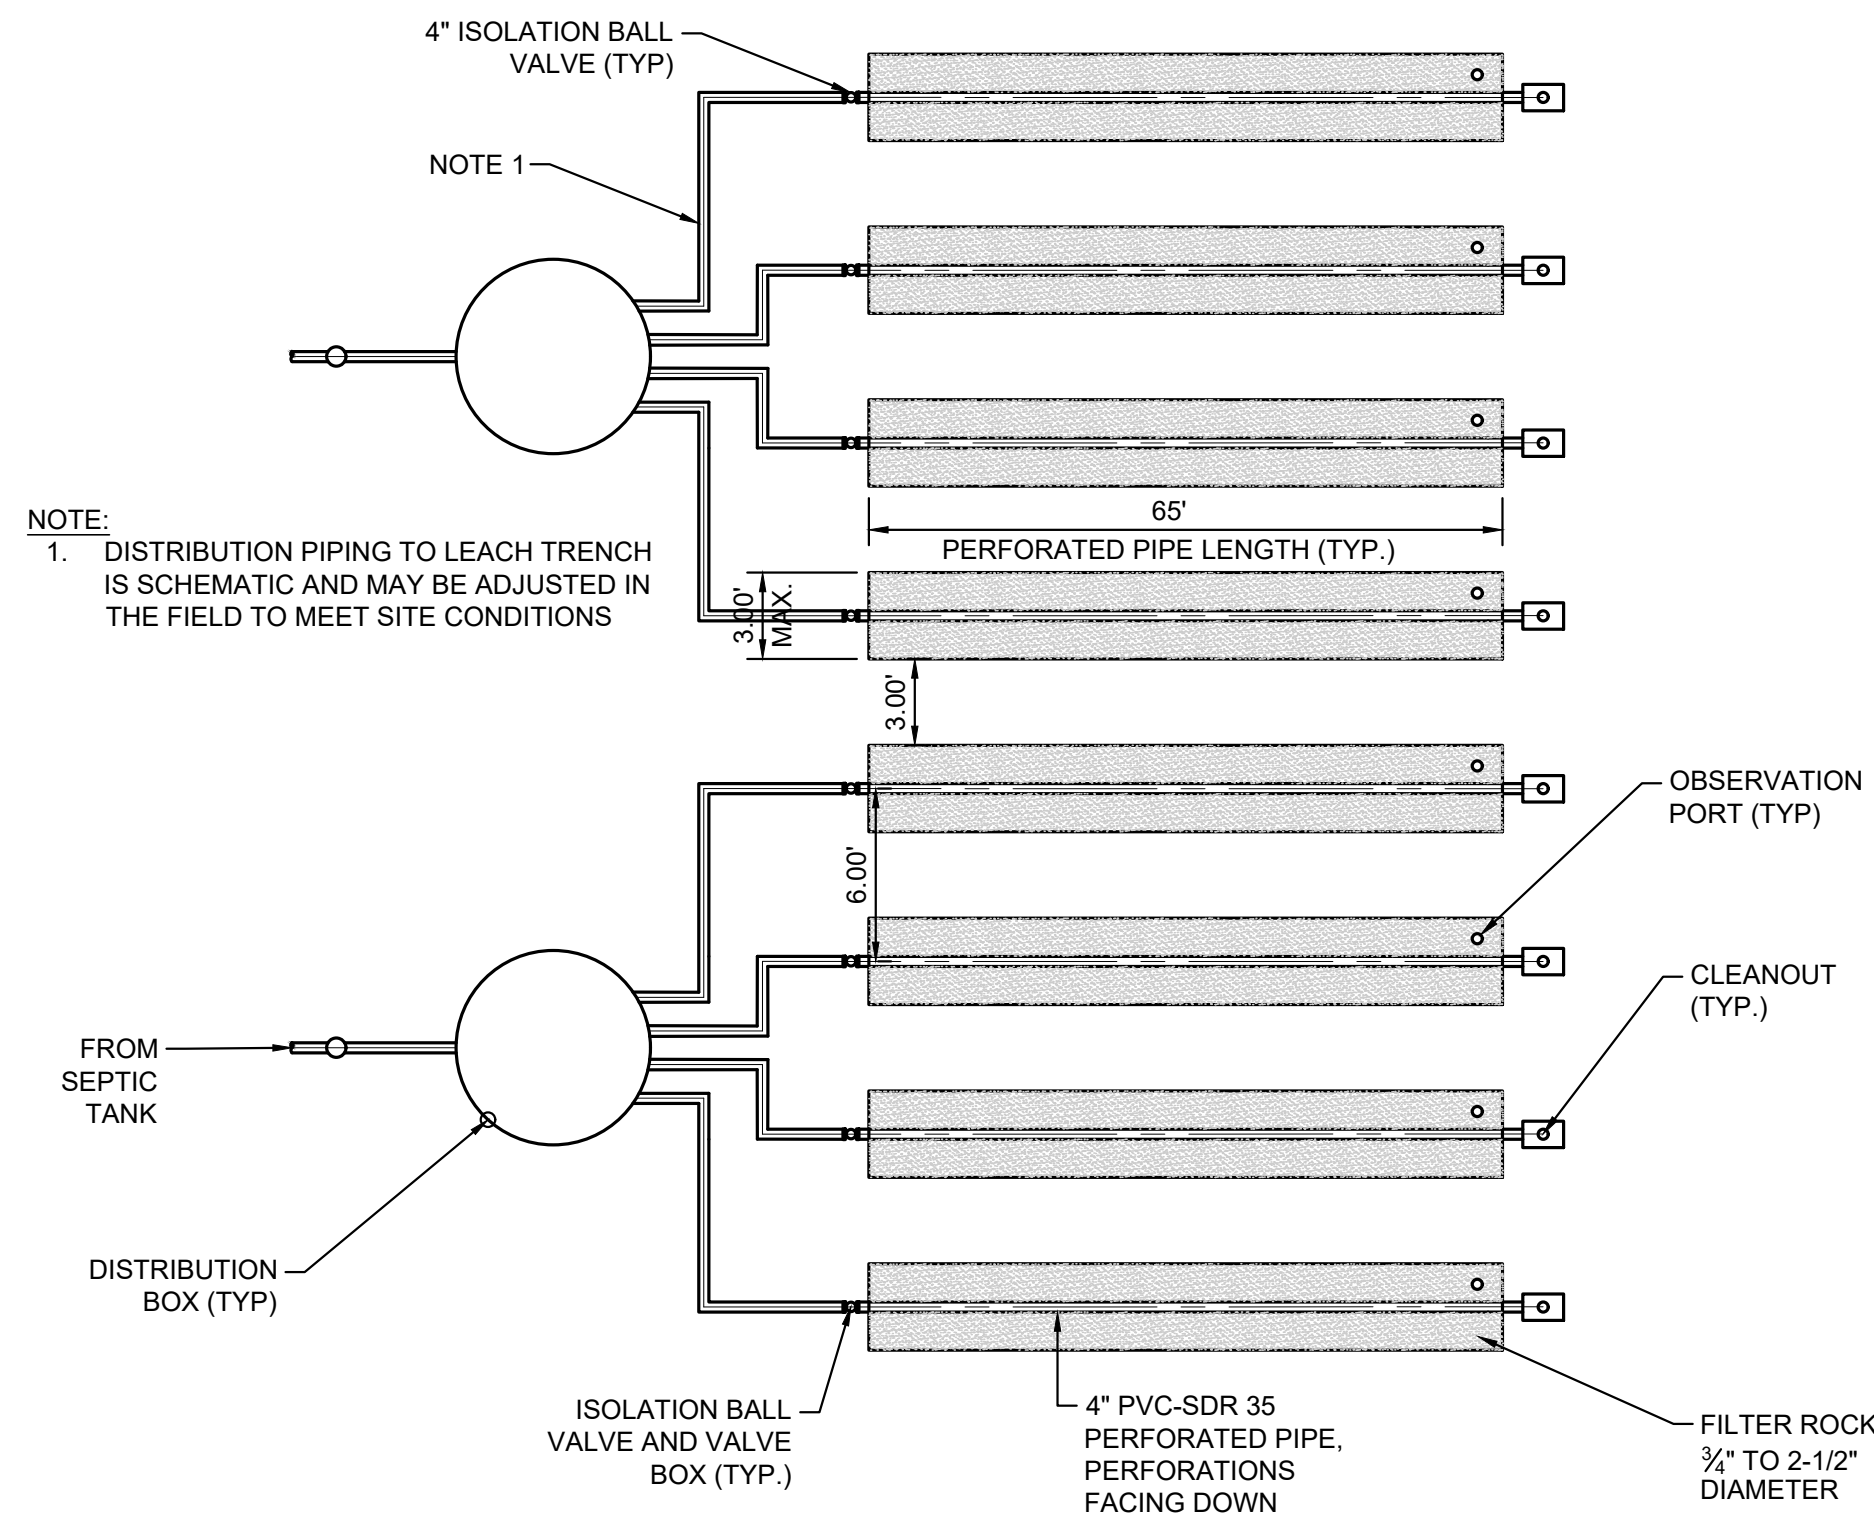 4" ISOLATION BALL
VALVE (TYP)
NOTE 1
NOTE:
1. DISTRIBUTION PIPING TO LEACH TRENCH
IS SCHEMATIC AND MAY BE ADJUSTED IN
THE FIELD TO MEET SITE CONDITIONS
65'
PERFORATED PIPE LENGTH (TYP.)
3.00'
MAX.
3.00'
6.00'
OBSERVATION
PORT (TYP)
CLEANOUT
(TYP.)
FROM
SEPTIC
TANK
DISTRIBUTION
BOX (TYP)
ISOLATION BALL
VALVE AND VALVE
BOX (TYP.)
4" PVC-SDR 35
PERFORATED PIPE,
PERFORATIONS
FACING DOWN
FILTER ROCK
¾" TO 2-1/2"
DIAMETER